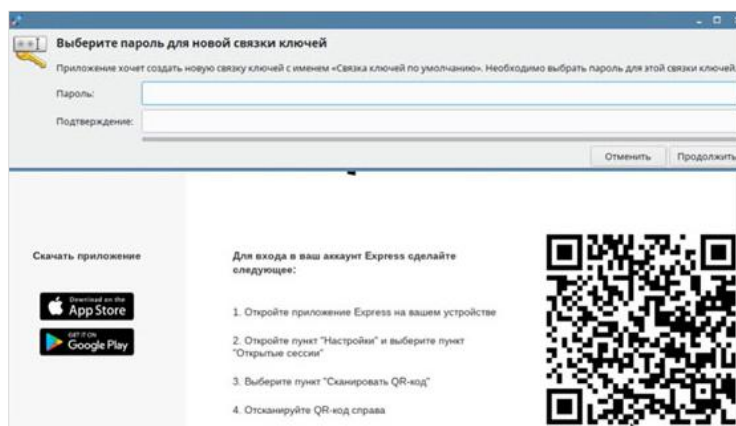 Выберите пароль для новой связки ключей
Приложение хочет создать новую связку ключей с именем «Связка ключей по умолчанию». Необходимо выбрать пароль для этой связки ключей.
Пароль:
Подтверждение:
Отменить Продолжить
Скачать приложение
Download on the
App Store
GET IT ON
Google Play
Для входа в ваш аккаунт Express сделайте
следующее:
1. Откройте приложение Express на вашем устройстве
2. Откройте пункт "Настройки" и выберите пункт
"Открытые сессии"
3. Выберите пункт "Сканировать QR-код"
4. Отсканируйте QR-код справа